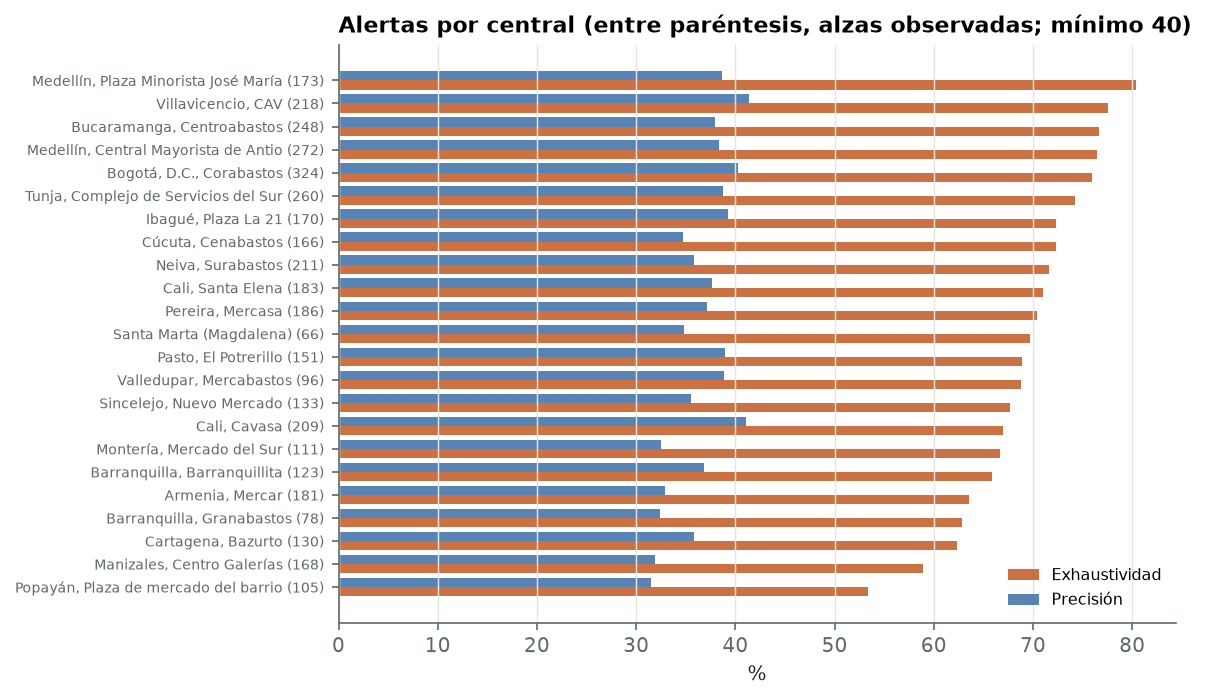 Alertas por central (entre paréntesis, alzas observadas; mínimo 40)
Medellín, Plaza Minorista José María (173)
Villavicencio, CAV (218)
Bucaramanga, Centroabastos (248)
Medellín, Central Mayorista de Antio (272)
Bogotá, D.C., Corabastos (324)
Tunja, Complejo de Servicios del Sur (260)
Ibagué, Plaza La 21 (170)
Cúcuta, Cenabastos (166)
Neiva, Surabastos (211)
Cali, Santa Elena (183)
Pereira, Mercasa (186)
Santa Marta (Magdalena) (66)
Pasto, El Potrerillo (151)
Valledupar, Mercabastos (96)
Sincelejo, Nuevo Mercado (133)
Cali, Cavasa (209)
Montería, Mercado del Sur (111)
Barranquilla, Barranquillita (123)
Armenia, Mercar (181)
Barranquilla, Granabastos (78)
Cartagena, Bazurto (130)
Manizales, Centro Galerías (168)
Popayán, Plaza de mercado del barrio (105)
Exhaustividad
Precisión
0 10 20 30 40 50 60 70 80
%